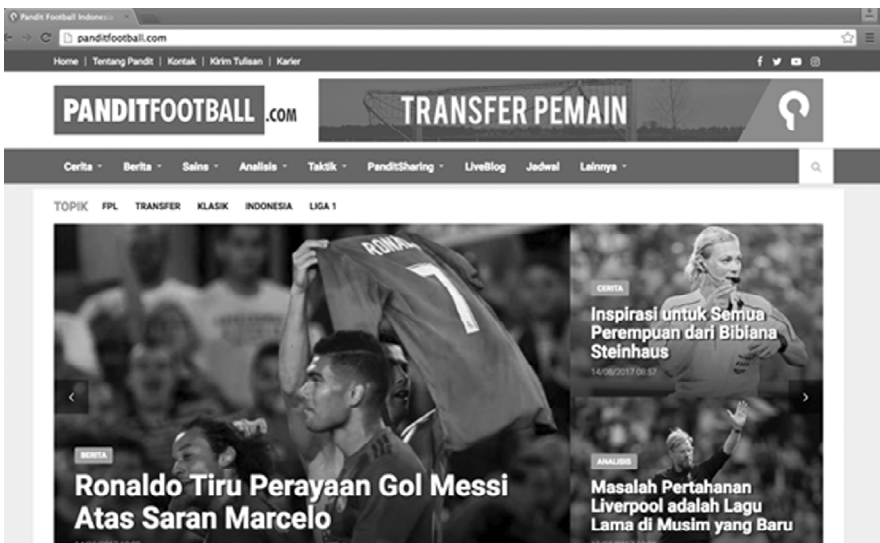 Pandit Football Indonesia
panditfootball.com
Home | Tentang Pandit | Kontak | Kirim Tulisan | Karier
PANDITFOOTBALL.COM
TRANSFER PEMAIN
Cerita Berita Sains Analisis Taktik PanditSharing LiveBlog Jadwal Lainnya
TOPIK FPL TRANSFER KLASIK INDONESIA LIGA 1
RONAL
7
CERITA
Inspirasi untuk Semua
Perempuan dari Bibiana
Steinhaus
14/08/2017 08:57
BERITA
Ronaldo Tiru Perayaan Gol Messi
Atas Saran Marcelo
ANALISIS
Masalah Pertahanan
Liverpool adalah Lagu
Lama di Musim yang Baru